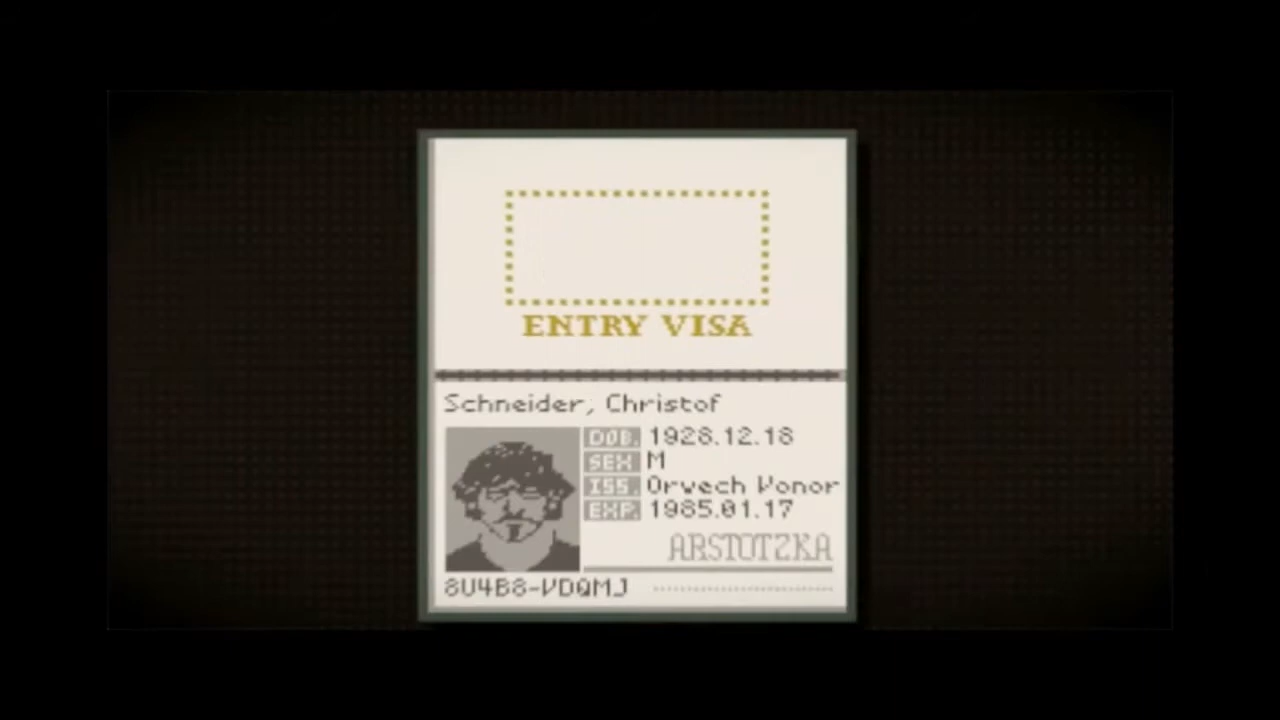 ENTRY VISA
Schneider, Christof
DOB. 1928.12.18
SEX M
ISS. Orvech Vonor
EXP. 1985.01.17
ARSTOTZKA
8U4B8-VDQMJ